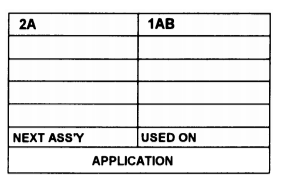 2A 1AB
NEXT ASS'Y USED ON
APPLICATION